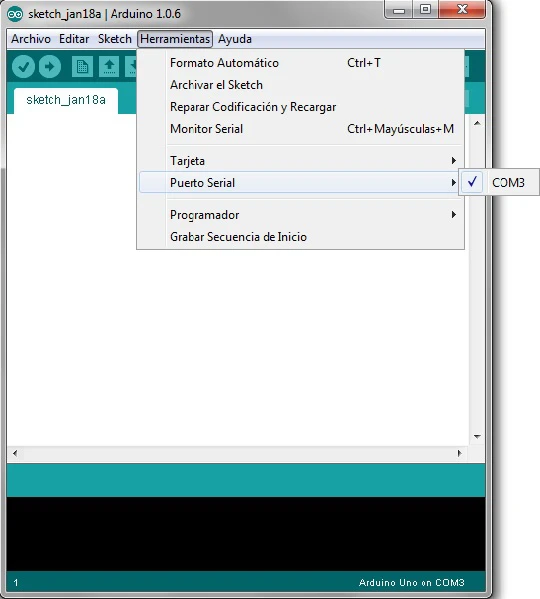 sketch_jan18a | Arduino 1.0.6
Archivo Editar Sketch Herramientas Ayuda
sketch_jan18a
Formato Automático Ctrl+T
Archivar el Sketch
Reparar Codificación y Recargar
Monitor Serial Ctrl+Mayúsculas+M
Tarjeta
Puerto Serial COM3
Programador
Grabar Secuencia de Inicio
1 Arduino Uno on COM3